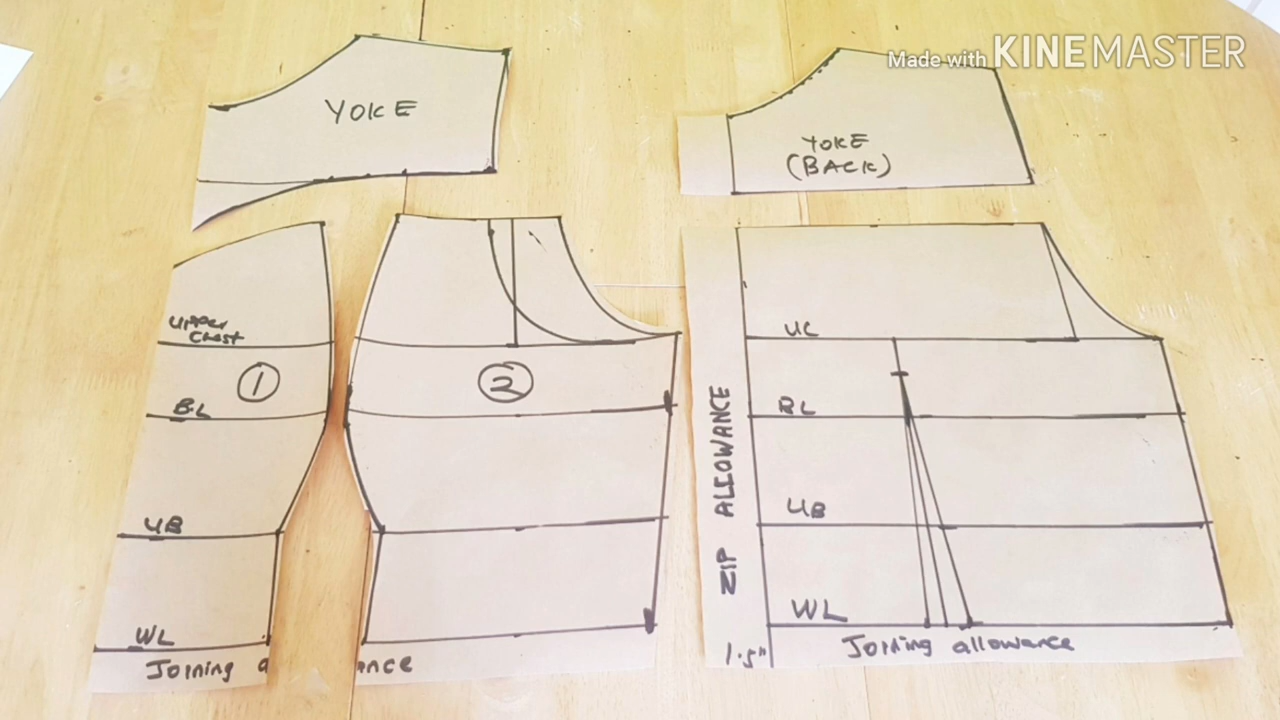 Made with KINEMASTER
YOKE
YOKE
(BACK)
Upper
Chest
1
BL
UB
WL
Joining a
2
ance
UC
BL
UB
WL
ZIP ALLOWANCE
1.5"
Joining allowance